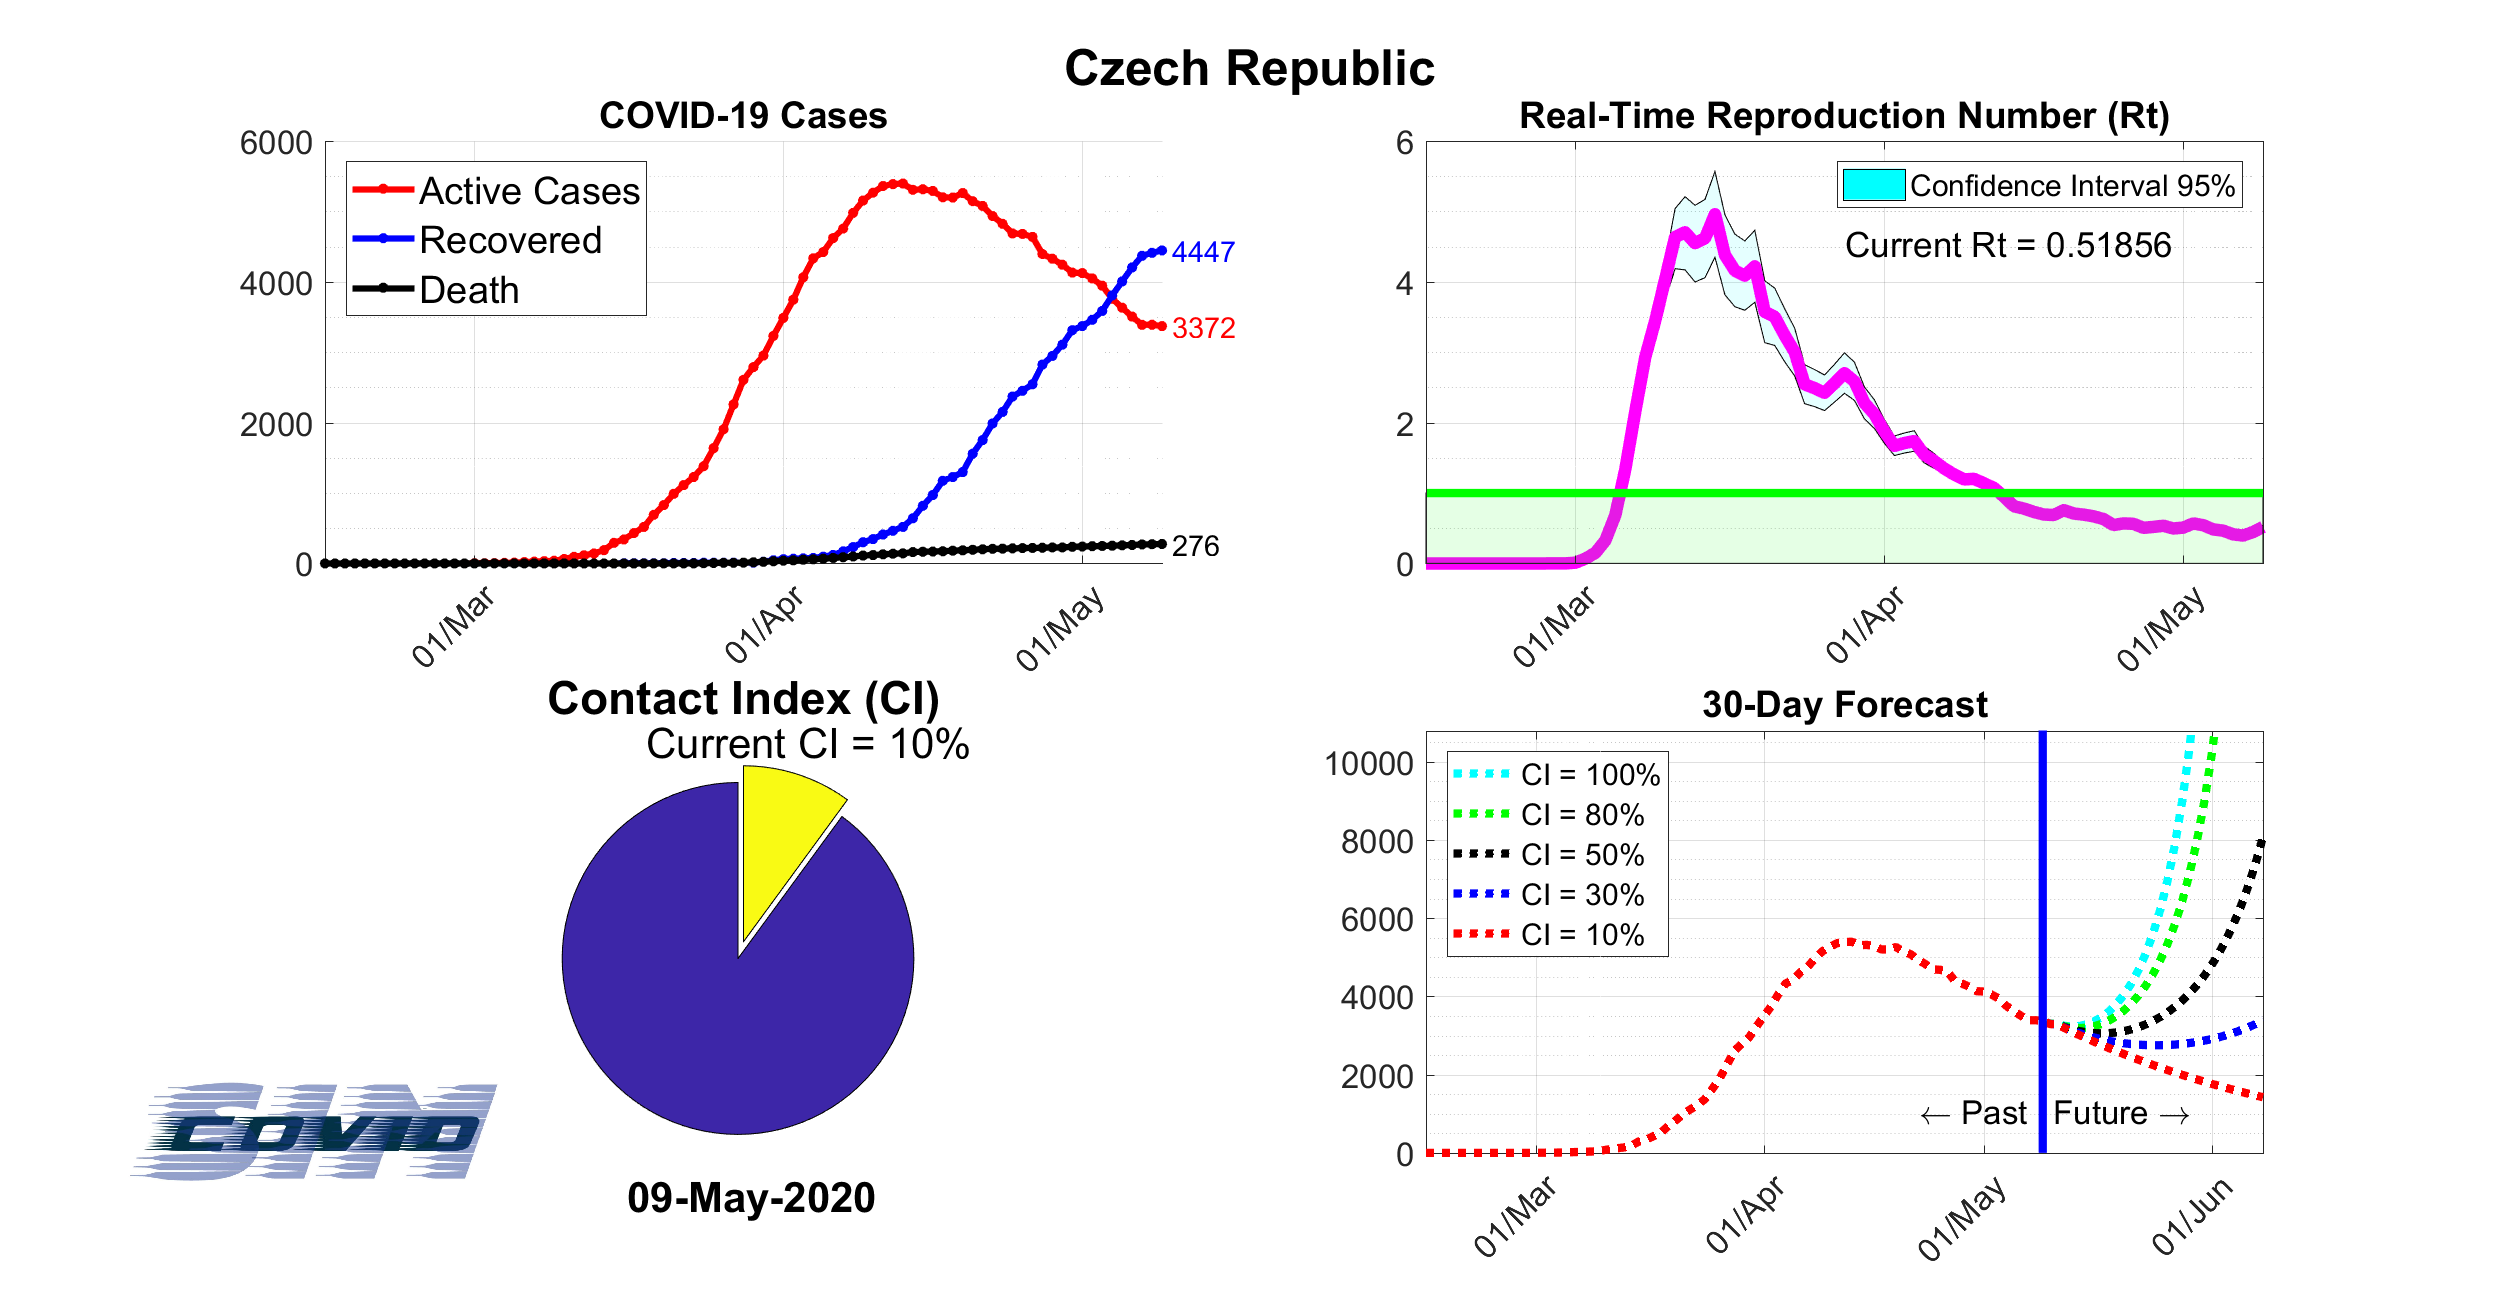 Czech Republic
COVID-19 Cases
6000
4000
2000
0
Active Cases
Recovered
Death
4447
3372
276
01/Mar
01/Apr
01/May
Real-Time Reproduction Number (Rt)
6
4
2
0
Confidence Interval 95%
Current Rt = 0.51856
01/Mar
01/Apr
01/May
Contact Index (CI)
Current CI = 10%
30-Day Forecast
10000
8000
6000
4000
2000
0
CI = 100%
CI = 80%
CI = 50%
CI = 30%
CI = 10%
← Past
Future →
01/Mar
01/Apr
01/May
01/Jun
SIM
COVID
09-May-2020